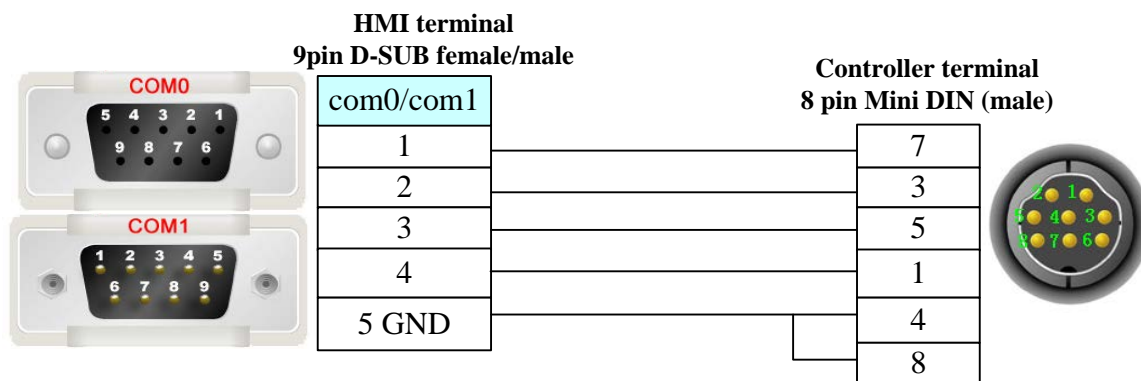 HMI terminal
9pin D-SUB female/male
Controller terminal
8 pin Mini DIN (male)
COM0
5 4 3 2 1
9 8 7 6
COM1
1 2 3 4 5
6 7 8 9
com0/com1
1
2
3
4
5 GND
7
3
5
1
4
8
2 1
5 4 3
8 7 6